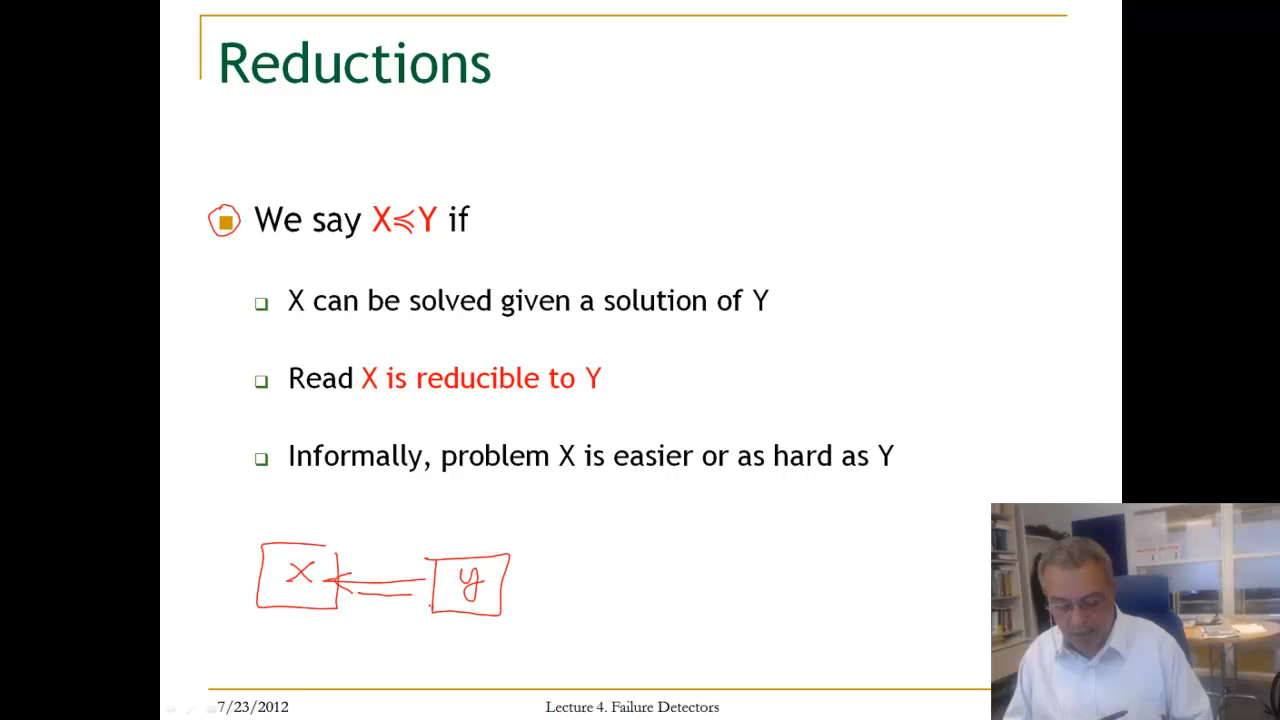 Reductions
We say X≼Y if
X can be solved given a solution of Y
Read X is reducible to Y
Informally, problem X is easier or as hard as Y
x y
7/23/2012 Lecture 4. Failure Detectors